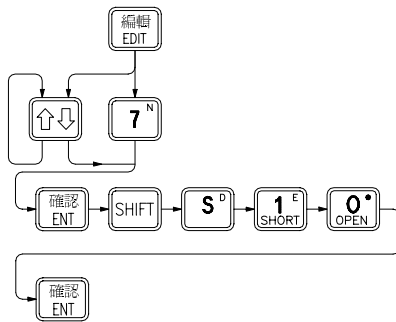 編輯
EDIT
7 N
確認
ENT
SHIFT
S D
1 E
SHORT
0 •
OPEN
確認
ENT